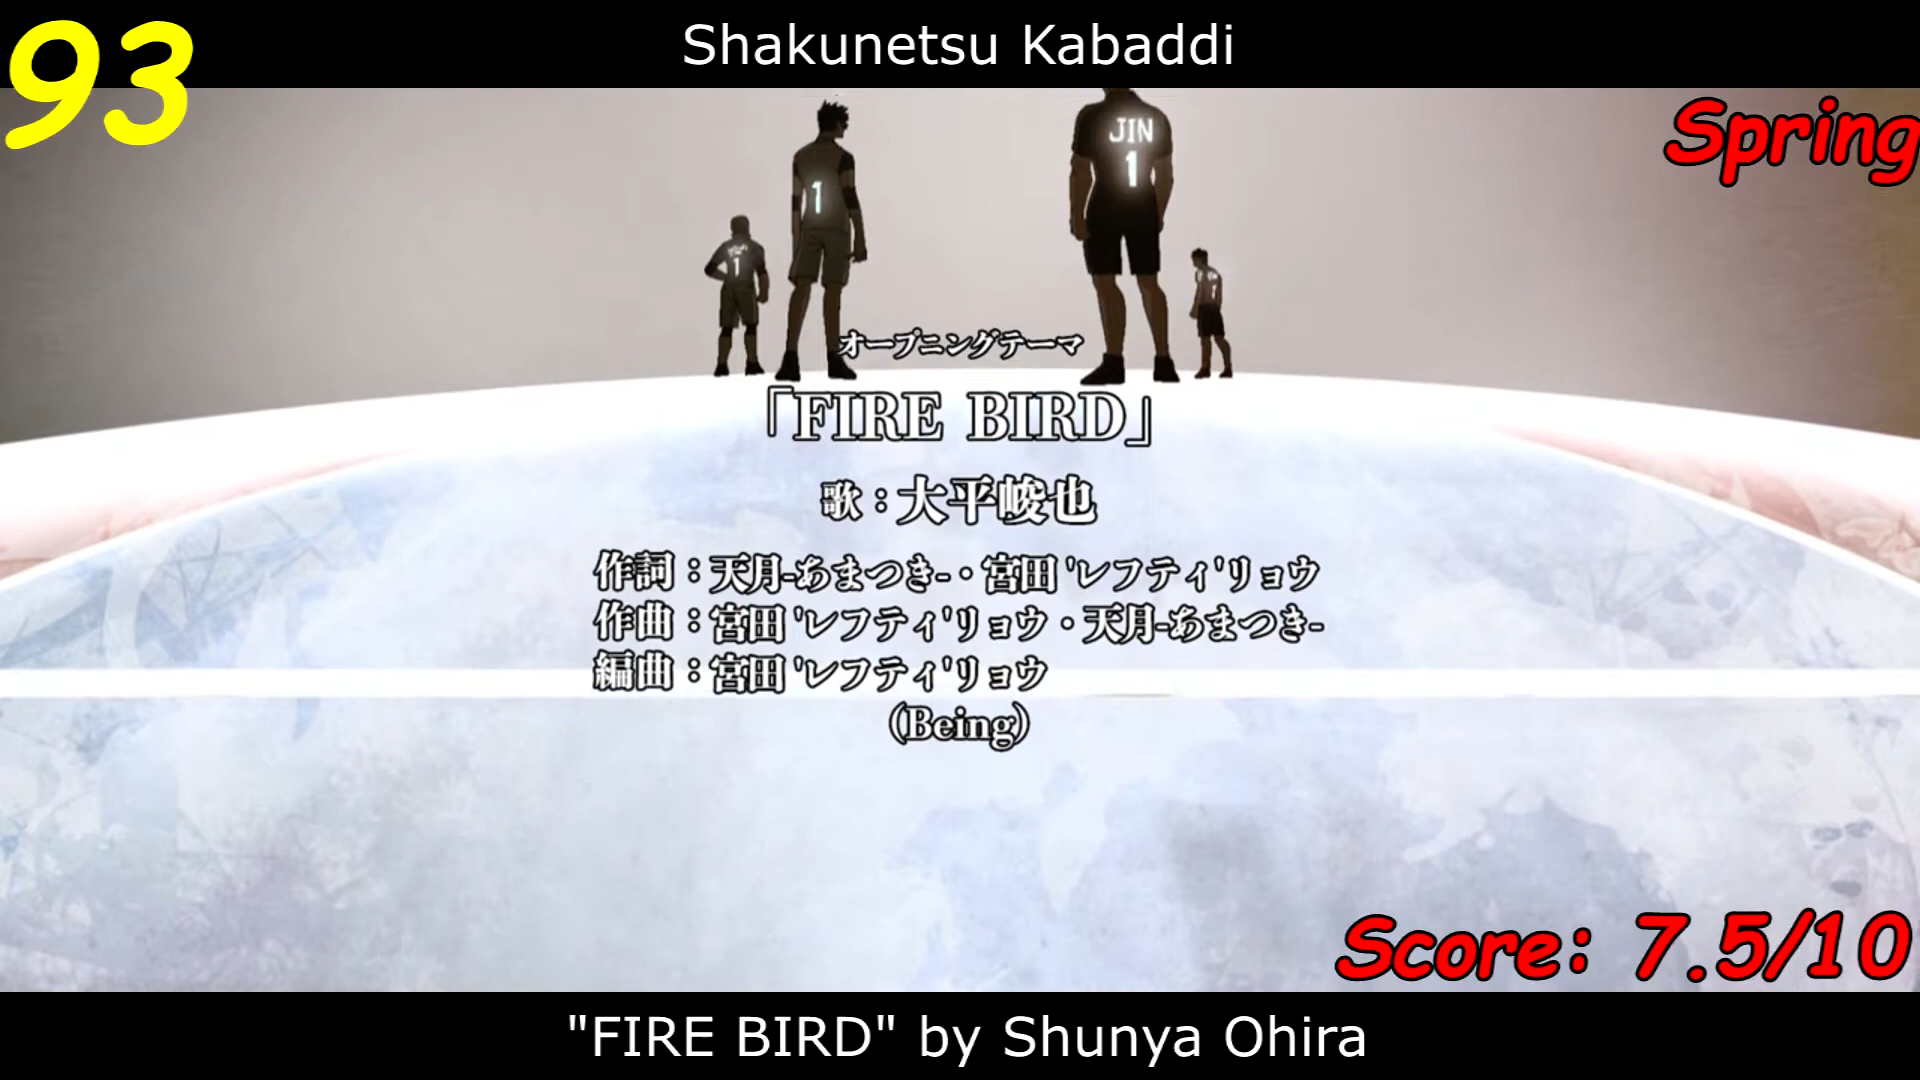 93
Shakunetsu Kabaddi
Spring
JIN
1
1
1
オープニングテーマ
「FIRE BIRD」
歌：大平峻也
作詞：天月-あまつき-・宮田'レフティ'リョウ
作曲：宮田'レフティ'リョウ・天月-あまつき-
編曲：宮田'レフティ'リョウ
(Being)
Score: 7.5/10
"FIRE BIRD" by Shunya Ohira